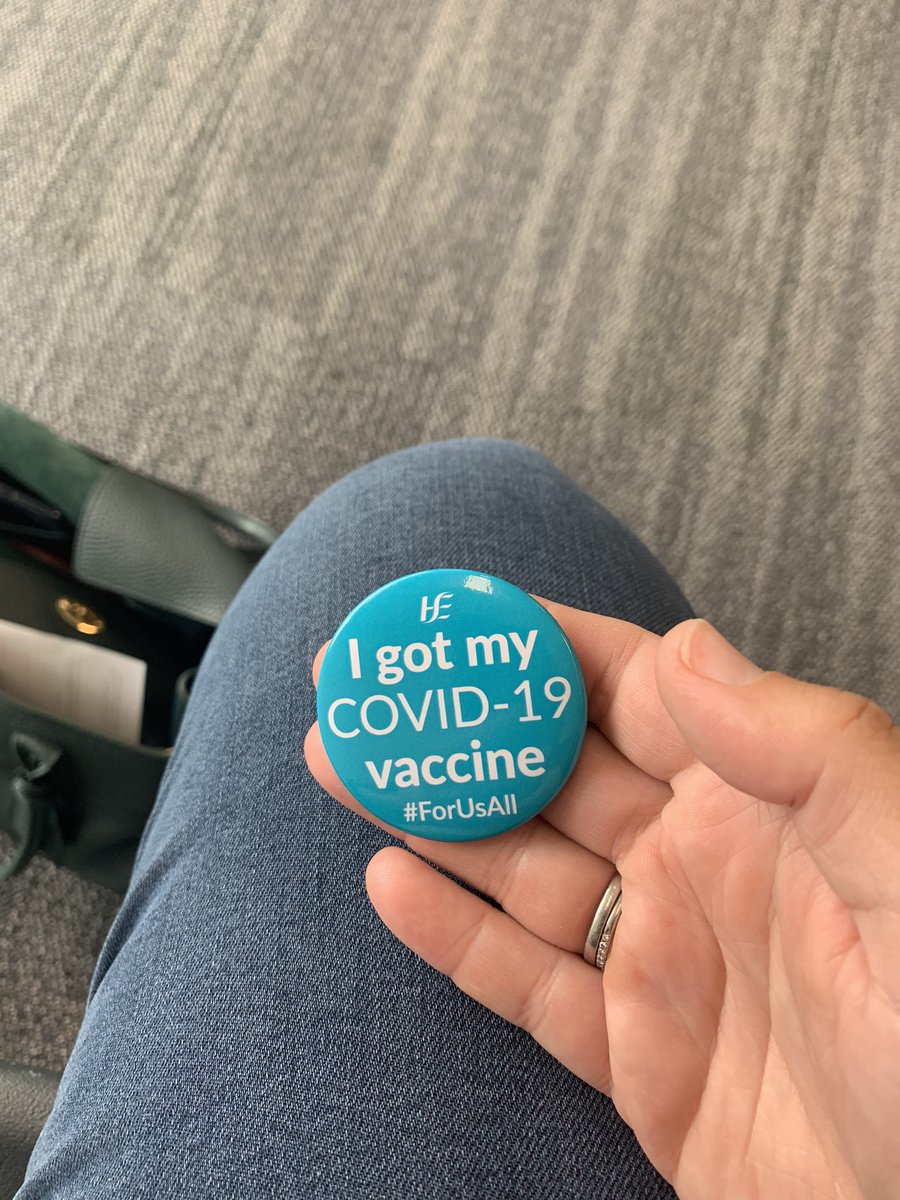 HSE
I got my
COVID-19
vaccine
#ForUsAll